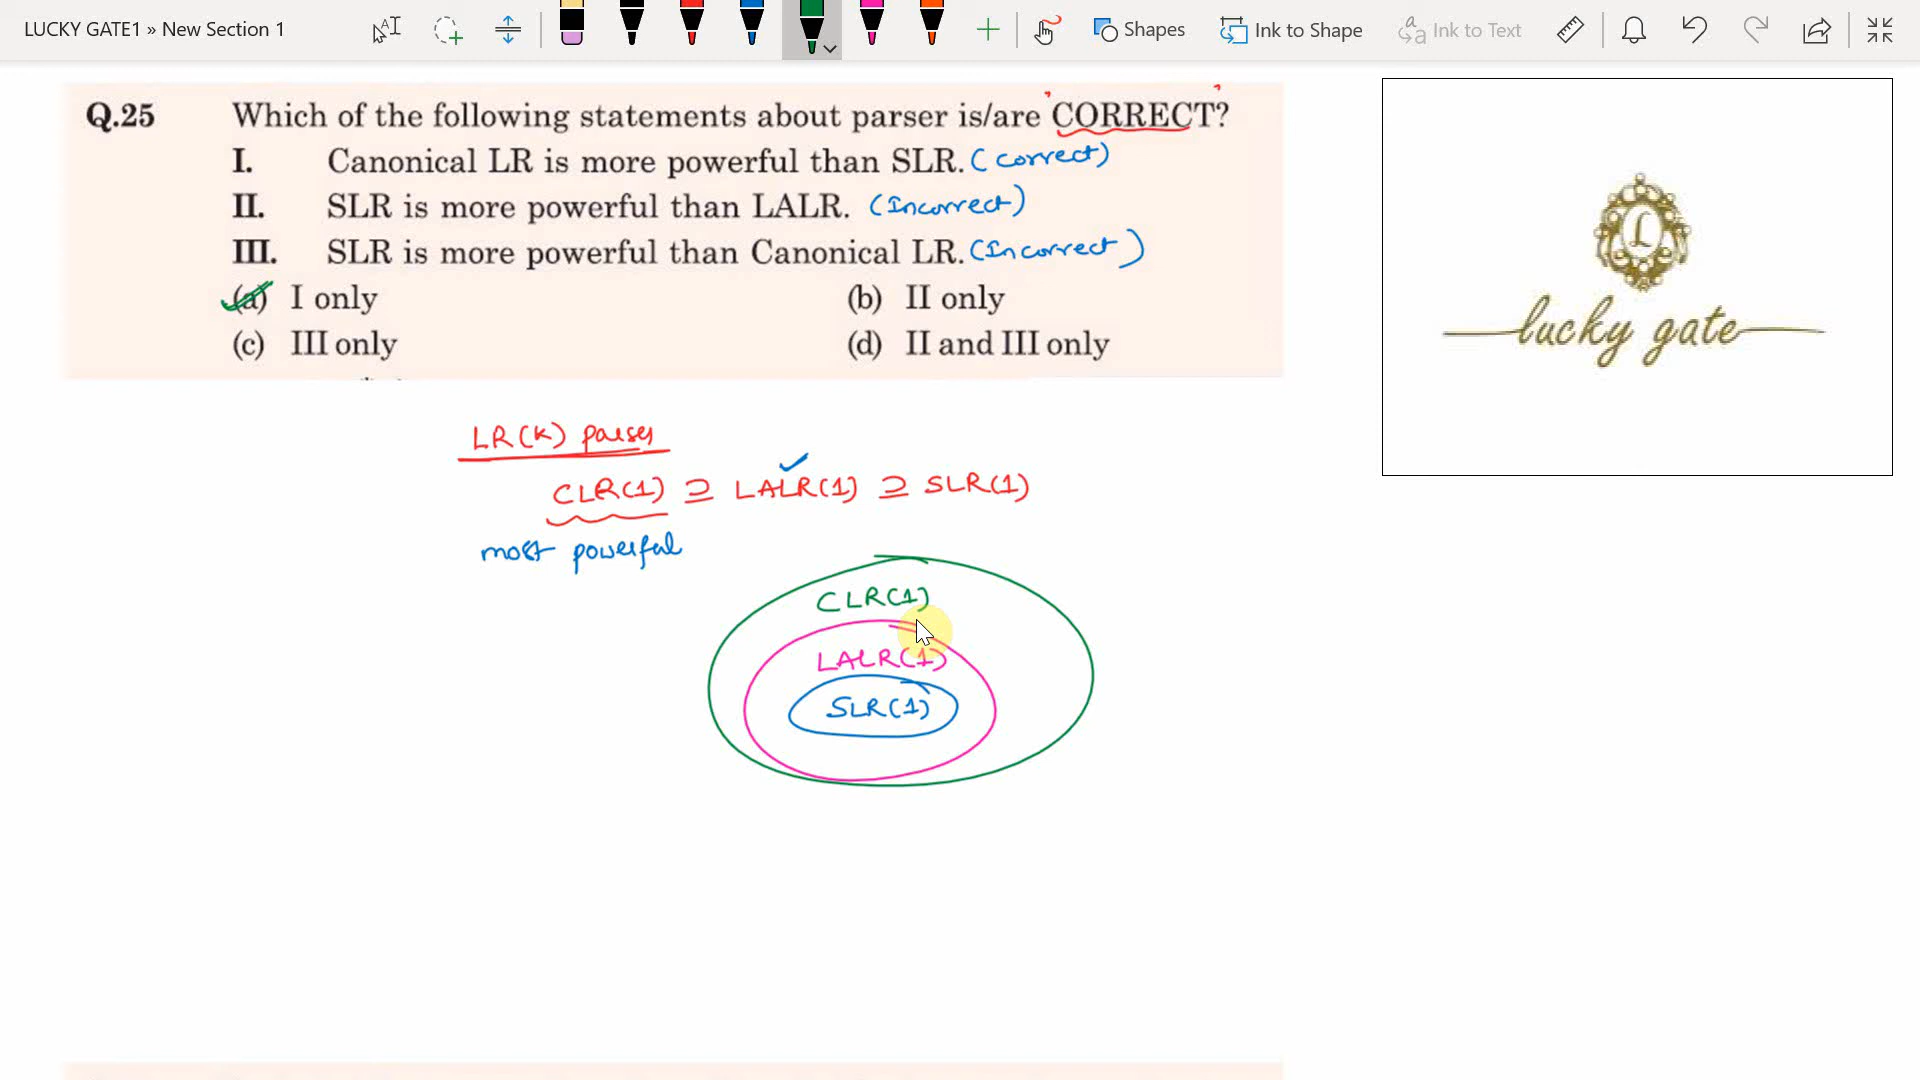 LUCKY GATE1 » New Section 1
Shapes
Ink to Shape
Ink to Text
Q.25 Which of the following statements about parser is/are CORRECT?
I. Canonical LR is more powerful than SLR. (correct)
II. SLR is more powerful than LALR. (Incorrect)
III. SLR is more powerful than Canonical LR. (Incorrect)
(a) I only (b) II only
(c) III only (d) II and III only
L
lucky gate
LR(K) parser
CLR(1) ⊇ LALR(1) ⊇ SLR(1)
most powerful
CLR(1)
LALR(1)
SLR(1)